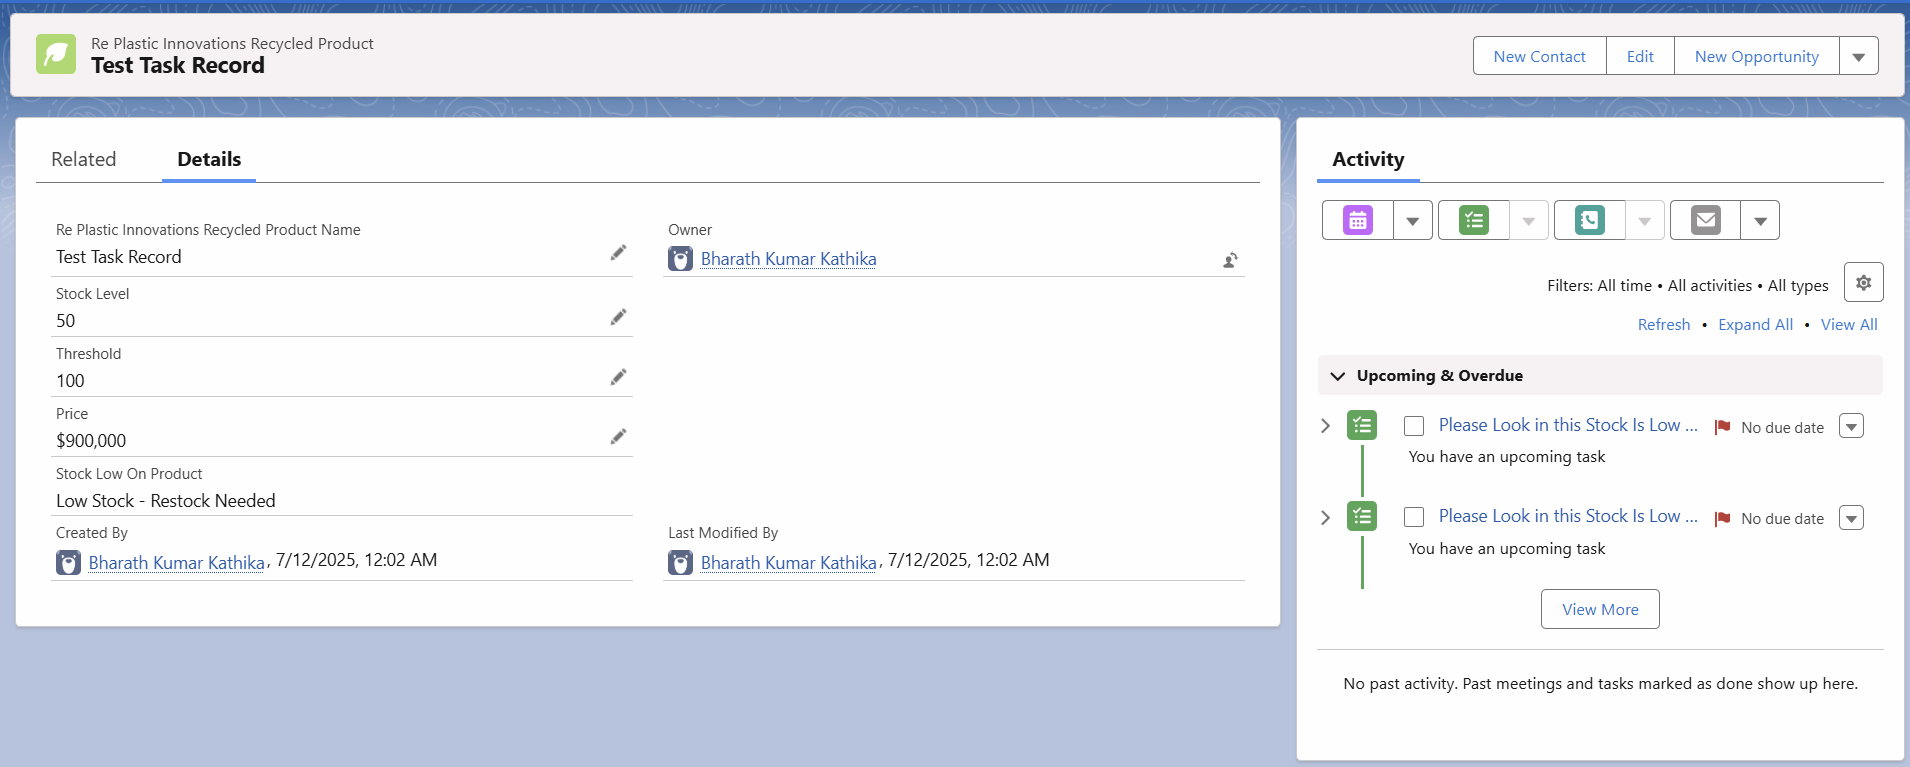 Re Plastic Innovations Recycled Product
Test Task Record
New Contact
Edit
New Opportunity
Related
Details
Re Plastic Innovations Recycled Product Name
Test Task Record
Owner
Bharath Kumar Kathika
Stock Level
50
Threshold
100
Price
$900,000
Stock Low On Product
Low Stock - Restock Needed
Created By
Bharath Kumar Kathika, 7/12/2025, 12:02 AM
Last Modified By
Bharath Kumar Kathika, 7/12/2025, 12:02 AM
Activity
Filters: All time • All activities • All types
Refresh • Expand All • View All
Upcoming & Overdue
Please Look in this Stock Is Low ... No due date
You have an upcoming task
Please Look in this Stock Is Low ... No due date
You have an upcoming task
View More
No past activity. Past meetings and tasks marked as done show up here.